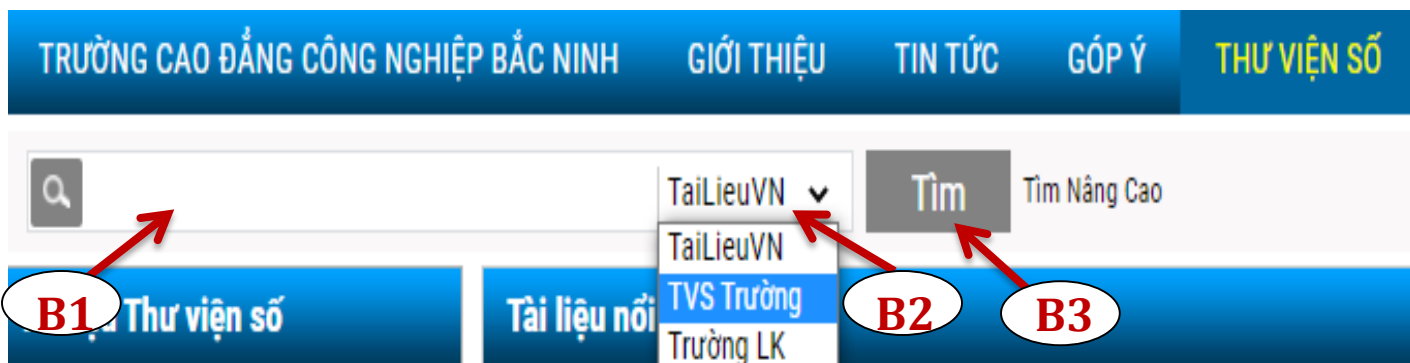 TRƯỜNG CAO ĐẲNG CÔNG NGHIỆP BẮC NINH GIỚI THIỆU TIN TỨC GÓP Ý THƯ VIỆN SỐ
TaiLieuVN Tìm Tìm Nâng Cao
TaiLieuVN
TVS Trường
Trường LK
B1 Thư viện số Tài liệu nổi B2 B3